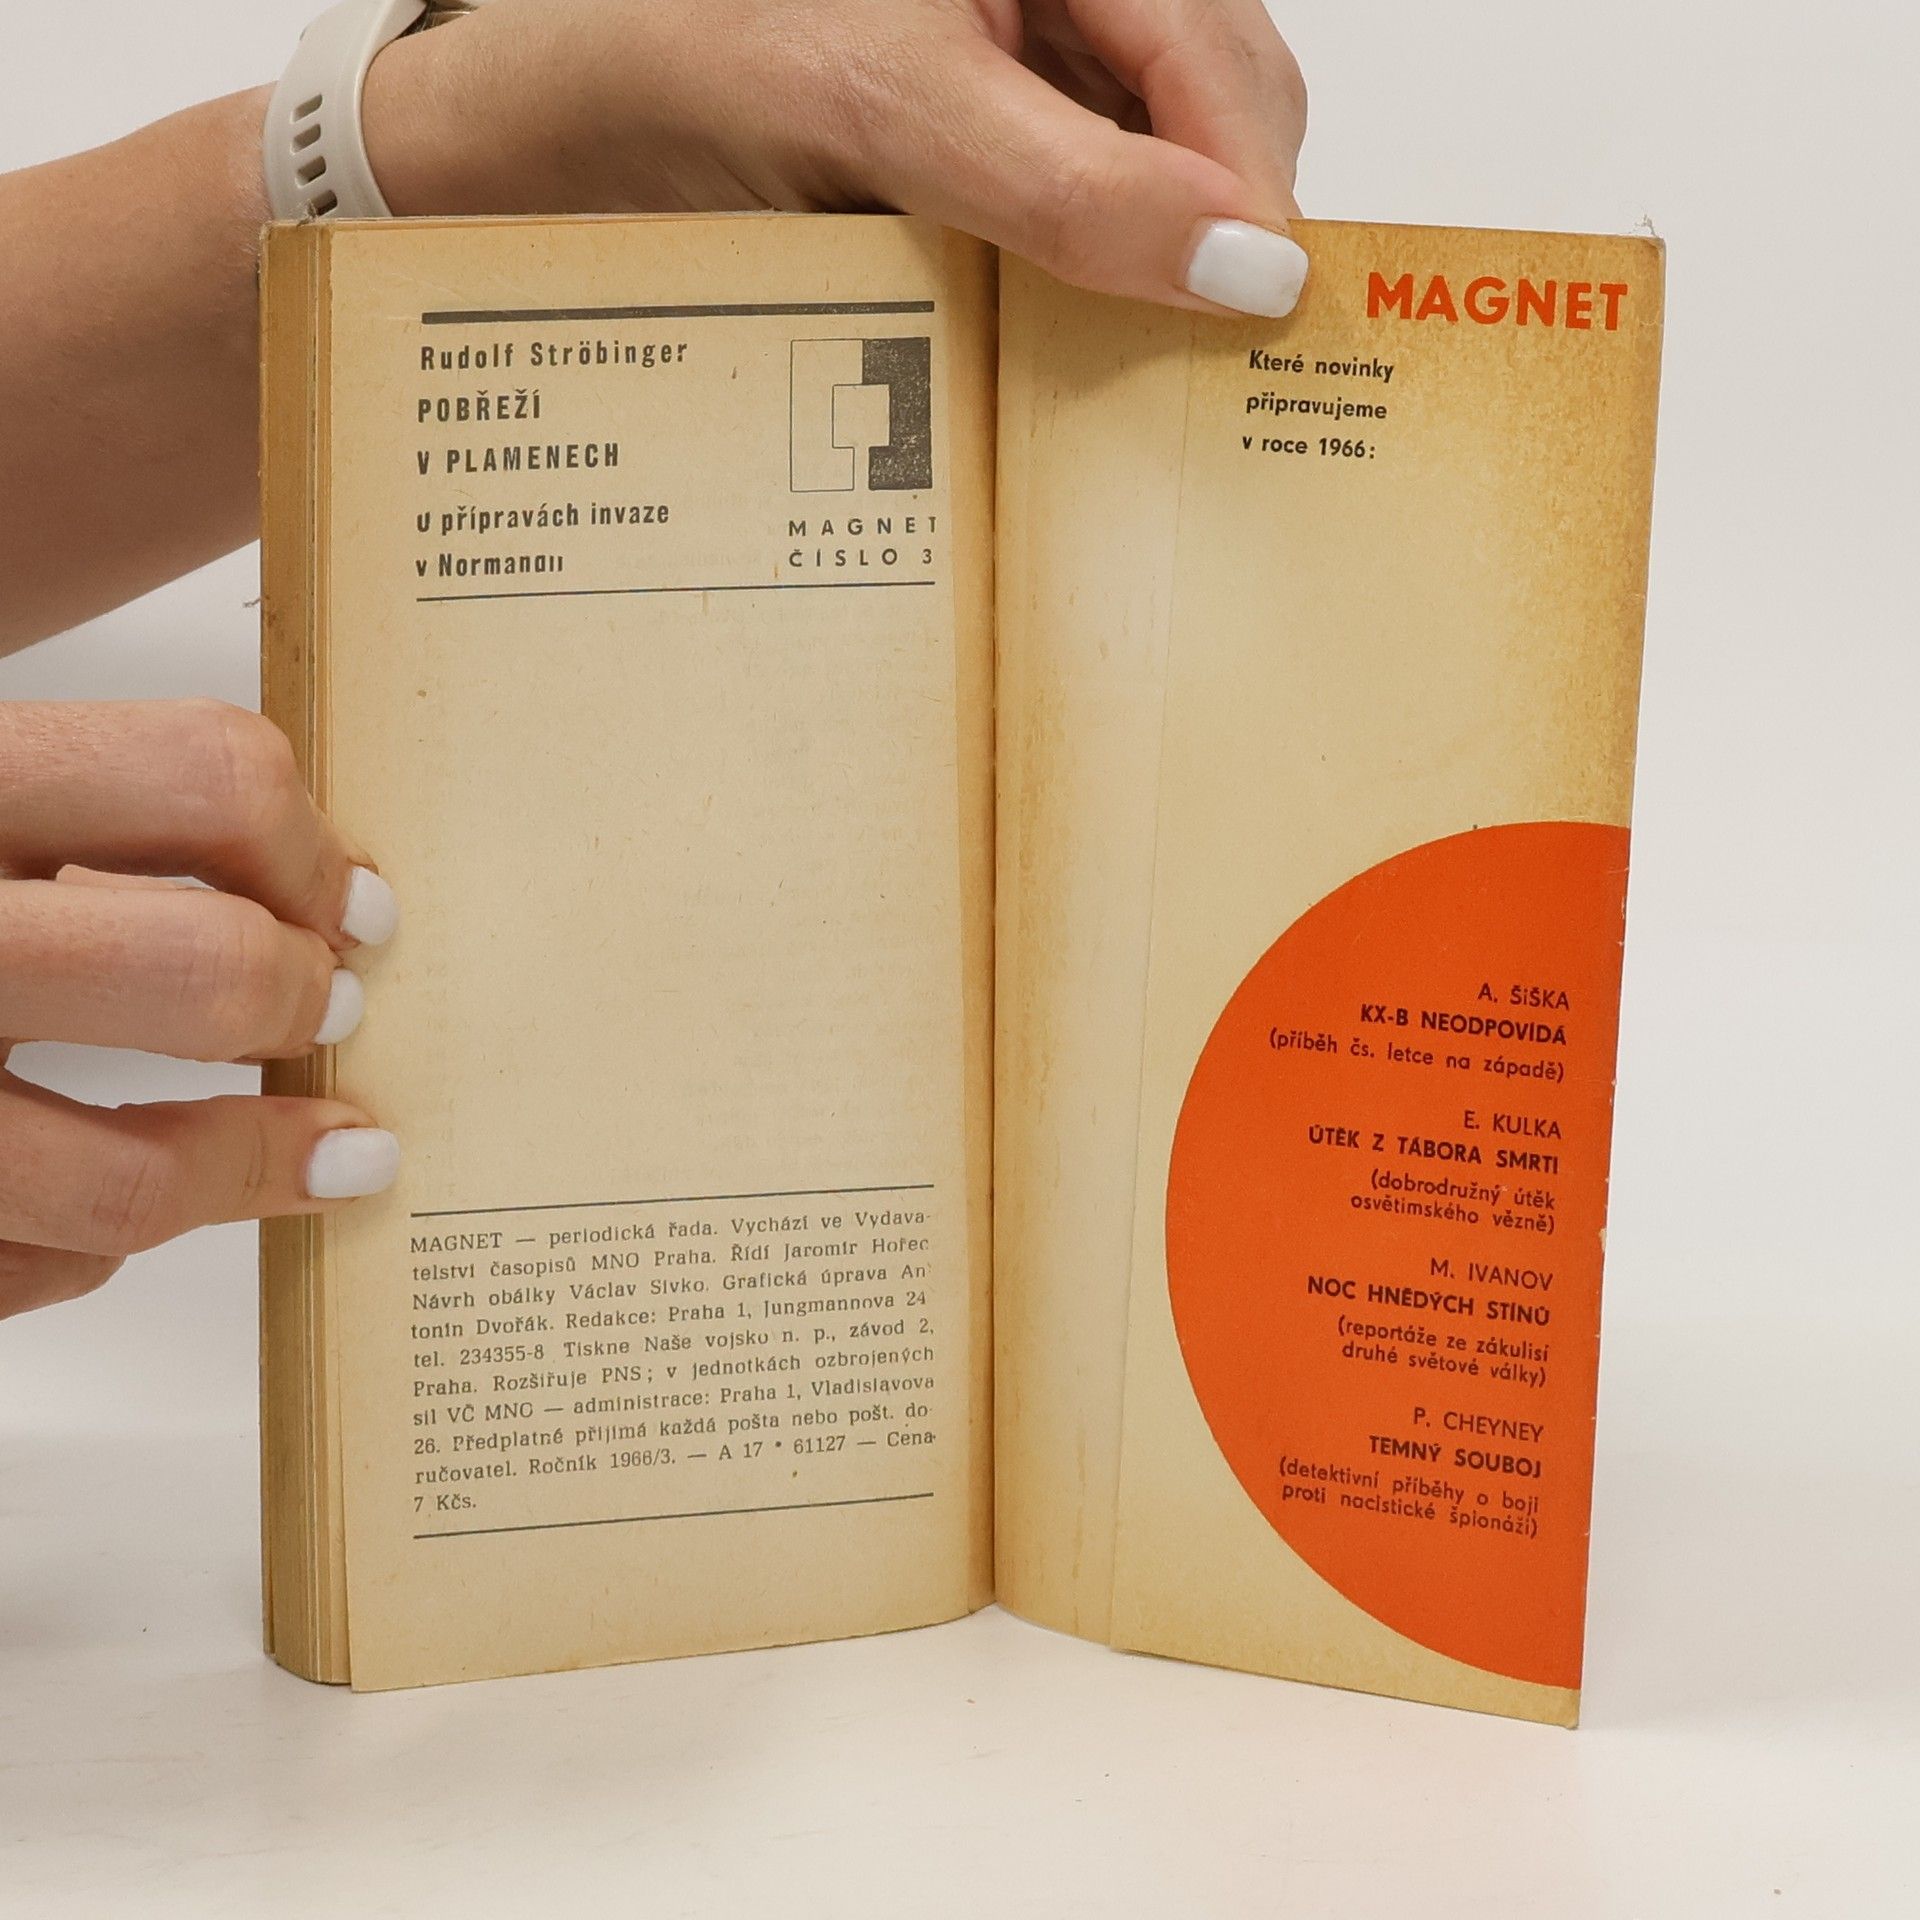 Rudolf Ströbinger
POBŘEŽÍ
V PLAMENECH
o přípravách invaze
v Normandii
MAGNET
ČÍSLO 3
MAGNET — periodická řada. Vychází ve Vydava-
telství časopisů MNO Praha. Řídí Jaromír Hořec
Návrh obálky Václav Sivko. Grafická úprava An
tonín Dvořák. Redakce: Praha 1, Jungmannova 24
tel. 234355-8 Tiskne Naše vojsko n. p., závod 2,
Praha. Rozšiřuje PNS; v jednotkách ozbrojených
sil VČ MNO — administrace: Praha 1, Vladislavova
26. Předplatné přijímá každá pošta nebo pošt. do-
ručovatel. Ročník 1966/3. — A 17 * 61127 — Cena
7 Kčs.
MAGNET
Které novinky
připravujeme
v roce 1966:
A. ŠIŠKA
KX-B NEODPOVÍDÁ
(příběh čs. letce na západě)
E. KULKA
ÚTĚK Z TÁBORA SMRTI
(dobrodružný útěk
osvětimského vězně)
M. IVANOV
NOC HNĚDÝCH STÍNŮ
(reportáže ze zákulisí
druhé světové války)
P. CHEYNEY
TEMNÝ SOUBOJ
(detektivní příběhy o boji
proti nacistické špionáži)